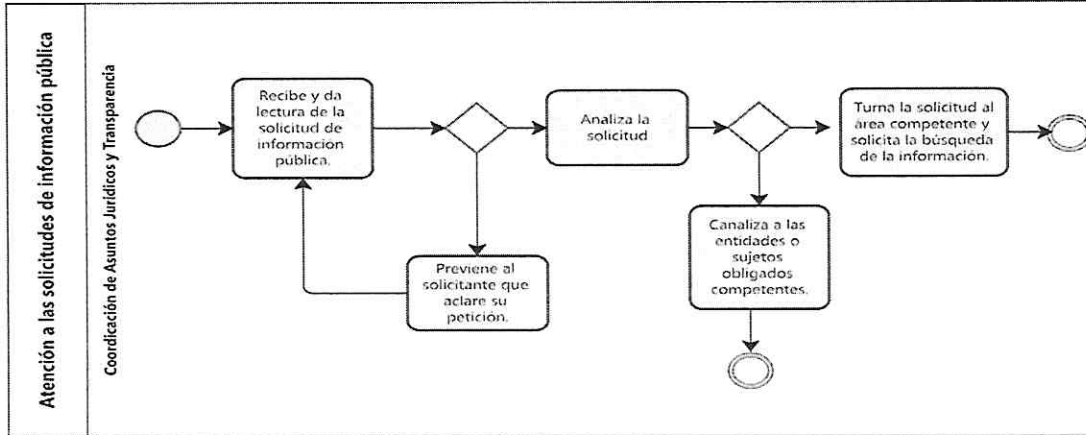 Atención a las solicitudes de información pública
Coordicación de Asuntos Jurídicos y Transparencia
Recibe y da
lectura de la
solicitud de
información
pública.
Previene al
solicitante que
aclare su
petición.
Analiza la
solicitud
Canaliza a las
entidades o
sujetos
obligados
competentes.
Turna la solicitud al
área competente y
solicita la búsqueda
de la información.